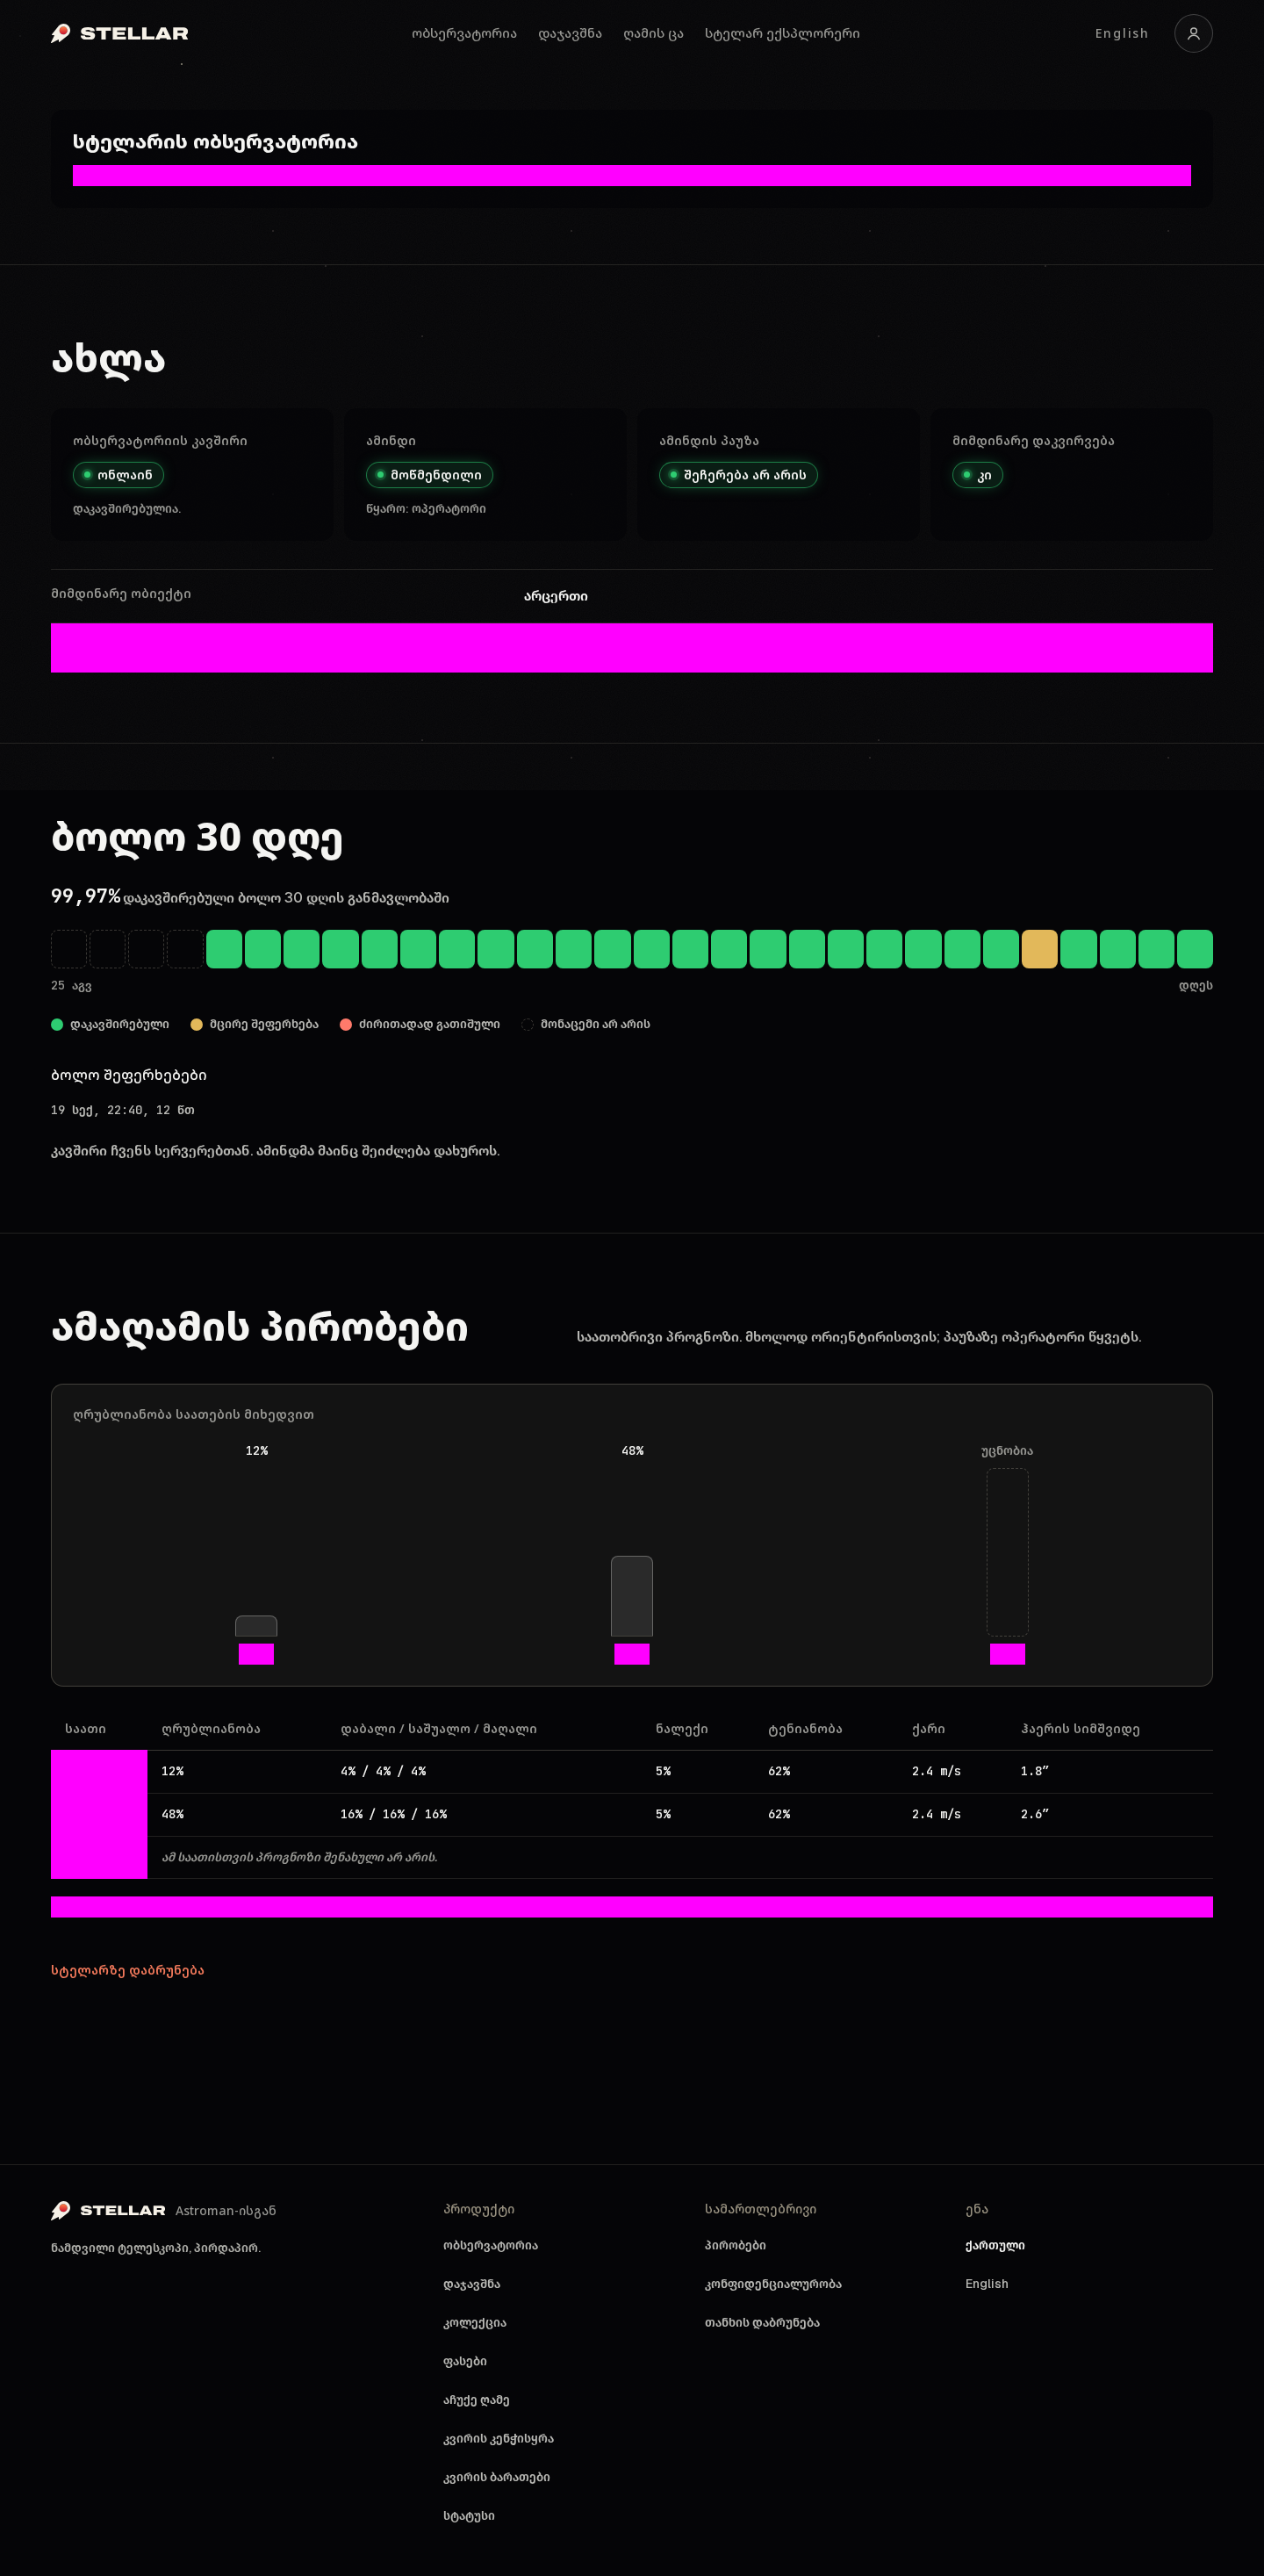 STELLAR
ობსერვატორია დაჯავშნა ღამის ცა სტელარ ექსპლორერი
English
სტელარის ობსერვატორია
ახლა
ობსერვატორიის კავშირი
ონლაინ
დაკავშირებულია.
ამინდი
მოწმენდილი
წყარო: ოპერატორი
ამინდის პაუზა
შეჩერება არ არის
მიმდინარე დაკვირვება
კი
მიმდინარე ობიექტი
არცერთი
ბოლო 30 დღე
99,97% დაკავშირებული ბოლო 30 დღის განმავლობაში
25 აგვ
დღეს
დაკავშირებული მცირე შეფერხება ძირითადად გათიშული მონაცემი არ არის
ბოლო შეფერხებები
19 სექ, 22:40, 12 წთ
კავშირი ჩვენს სერვერებთან. ამინდმა მაინც შეიძლება დახუროს.
ამაღამის პირობები
საათობრივი პროგნოზი. მხოლოდ ორიენტირისთვის; პაუზაზე ოპერატორი წყვეტს.
ღრუბლიანობა საათების მიხედვით
12% 48% უცნობია
საათი ღრუბლიანობა დაბალი / საშუალო / მაღალი ნალექი ტენიანობა ქარი ჰაერის სიმშვიდე
12% 4% / 4% / 4% 5% 62% 2.4 m/s 1.8″
48% 16% / 16% / 16% 5% 62% 2.4 m/s 2.6″
ამ საათისთვის პროგნოზი შენახული არ არის.
სტელარზე დაბრუნება
STELLAR Astroman-ისგან
ნამდვილი ტელესკოპი, პირდაპირ.
პროდუქტი
ობსერვატორია
დაჯავშნა
კოლექცია
ფასები
აჩუქე ღამე
კვირის კენჭისყრა
კვირის ბარათები
სტატუსი
სამართლებრივი
პირობები
კონფიდენციალურობა
თანხის დაბრუნება
ენა
ქართული
English